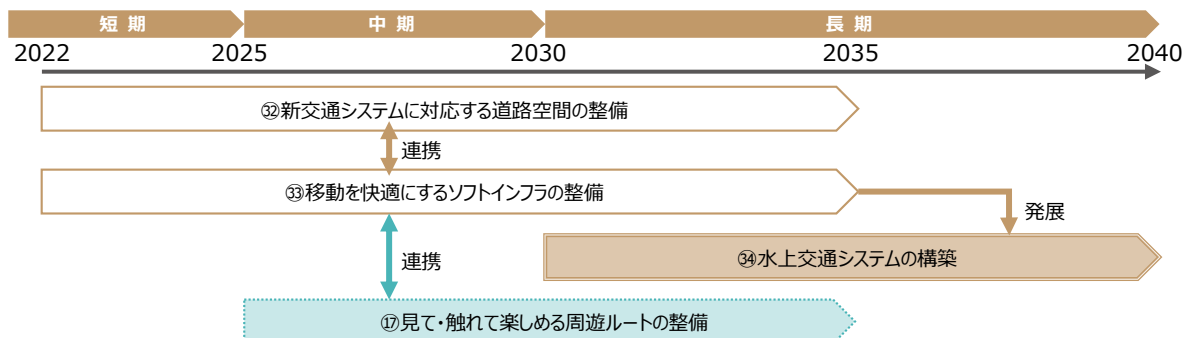 短 期 中 期 長 期
2022 2025 2030 2035 2040
㉜新交通システムに対応する道路空間の整備
連携
㉝移動を快適にするソフトインフラの整備
発展
連携
㉞水上交通システムの構築
⑰見て・触れて楽しめる周遊ルートの整備